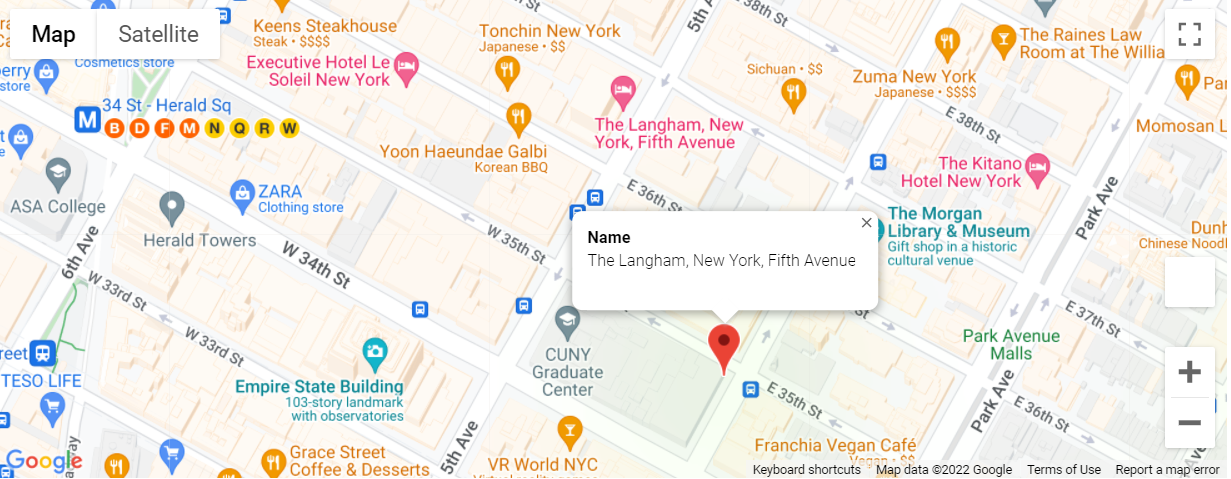 Map
Satellite
Keens Steakhouse
Steak • $$$$
Tonchin New York
Japanese • $$
5th Ave
E 38th St
The Raines Law
Room at The Willia
Cosmetics store
Executive Hotel Le
Soleil New York
Sichuan • $$
Zuma New York
Japanese • $$$$
store
34 St - Herald Sq
M
B D F M N Q R W
The Langham, New
York, Fifth Avenue
E 38th St
Momosan L
Yoon Haeundae Galbi
Korean BBQ
The Kitano
Hotel New York
ASA College
ZARA
Clothing store
E 36th St
Park Ave
Herald Towers
W 35th St
Name
The Langham, New York, Fifth Avenue
The Morgan
Library & Museum
Gift shop in a historic
cultural venue
Chinese Noodl
6th Ave
W 34th St
W 33rd St
W 33rd St
E 37th St
CUNY
Graduate
Center
Park Avenue
Malls
TESO LIFE
Empire State Building
103-story landmark
with observatories
E 35th St
Park Ave
E 36th St
5th Ave
Grace Street
Coffee & Desserts
VR World NYC
Virtual reality games
Franchia Vegan Café
Vegan • $$
Google
Keyboard shortcuts
Map data ©2022 Google
Terms of Use
Report a map error